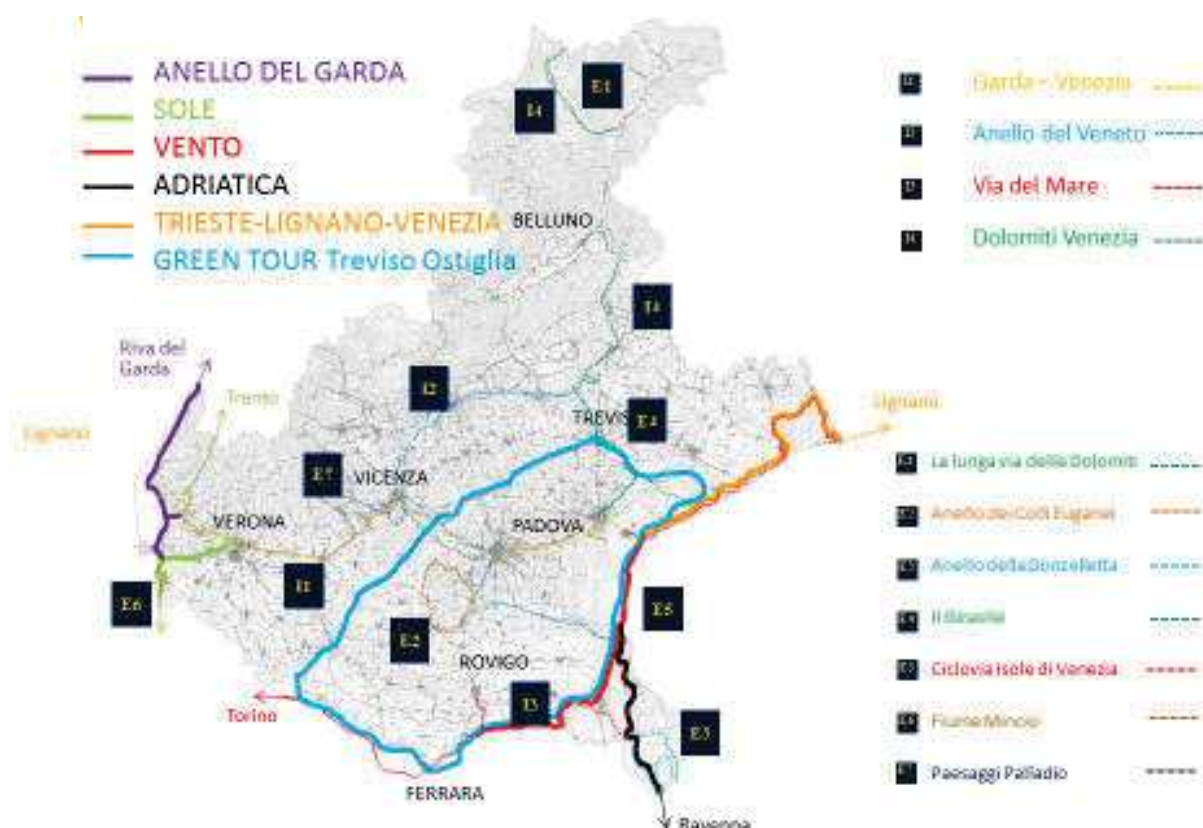 ANELLO DEL GARDA
SOLE
VENTO
ADRIATICA
TRIESTE-LIGNANO-VENEZIA
GREEN TOUR Treviso Ostiglia
Garda - Venezia
Anello del Veneto
Via del Mare
Dolomiti Venezia
E1
I4
BELLUNO
I4
Riva del
Garda
Trento
I2
Lignano
Lignano
TREVIS
E4
E7
VICENZA
VERONA
PADOVA
I1
E6
E5
E2
ROVIGO
I3
Torino
E3
FERRARA
Ravenna
La lunga via delle Dolomiti
Anello dei Colli Euganei
Anello della Donzelletta
Il Girasile
Ciclovia Isole di Venezia
Fiume Mincio
Paesaggi Palladio